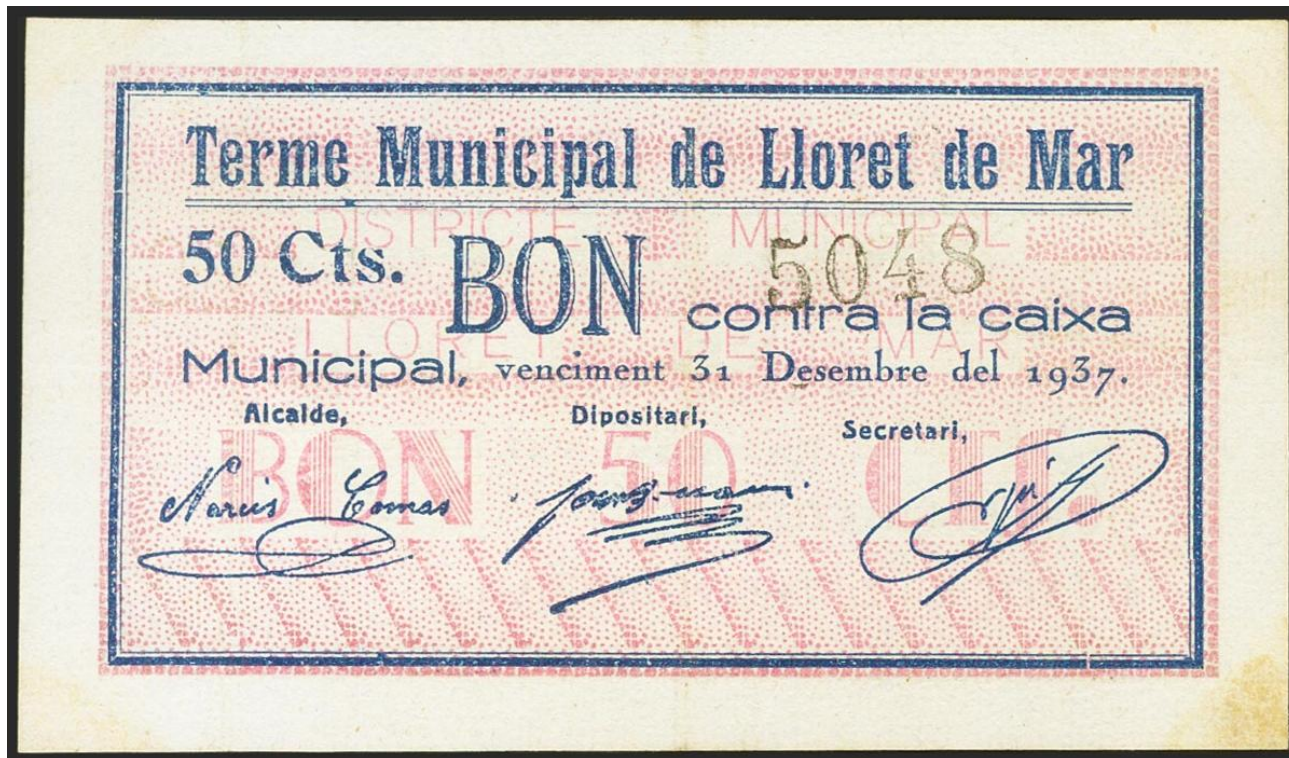 Terme Municipal de Lloret de Mar
DISTRICTE MUNICIPAL
50 Cts. BON 5048
contra la caixa
LLORET DE MAR
Municipal, venciment 31 Desembre del 1937.
Alcalde, Dipositari, Secretari,
BON 50 CTS.
Narcis Comas